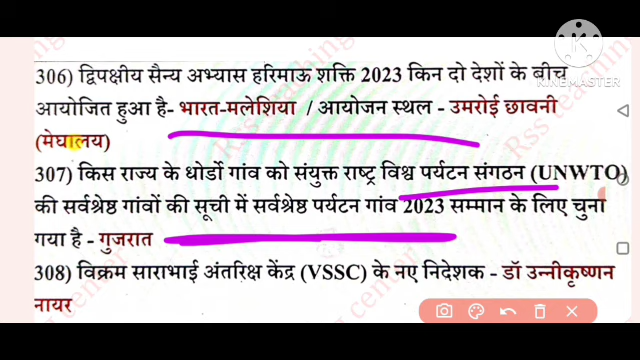 306) द्विपक्षीय सैन्य अभ्यास हरिमाऊ शक्ति 2023 किन दो देशों के बीच
आयोजित हुआ है- भारत-मलेशिया / आयोजन स्थल - उमरोई छावनी
(मेघालय)
307) किस राज्य के धोर्डो गांव को संयुक्त राष्ट्र विश्व पर्यटन संगठन (UNWTO)
की सर्वश्रेष्ठ गांवों की सूची में सर्वश्रेष्ठ पर्यटन गांव 2023 सम्मान के लिए चुना
गया है - गुजरात
308) विक्रम साराभाई अंतरिक्ष केंद्र (VSSC) के नए निदेशक - डॉ उन्नीकृष्णन
नायर
KINEMASTER